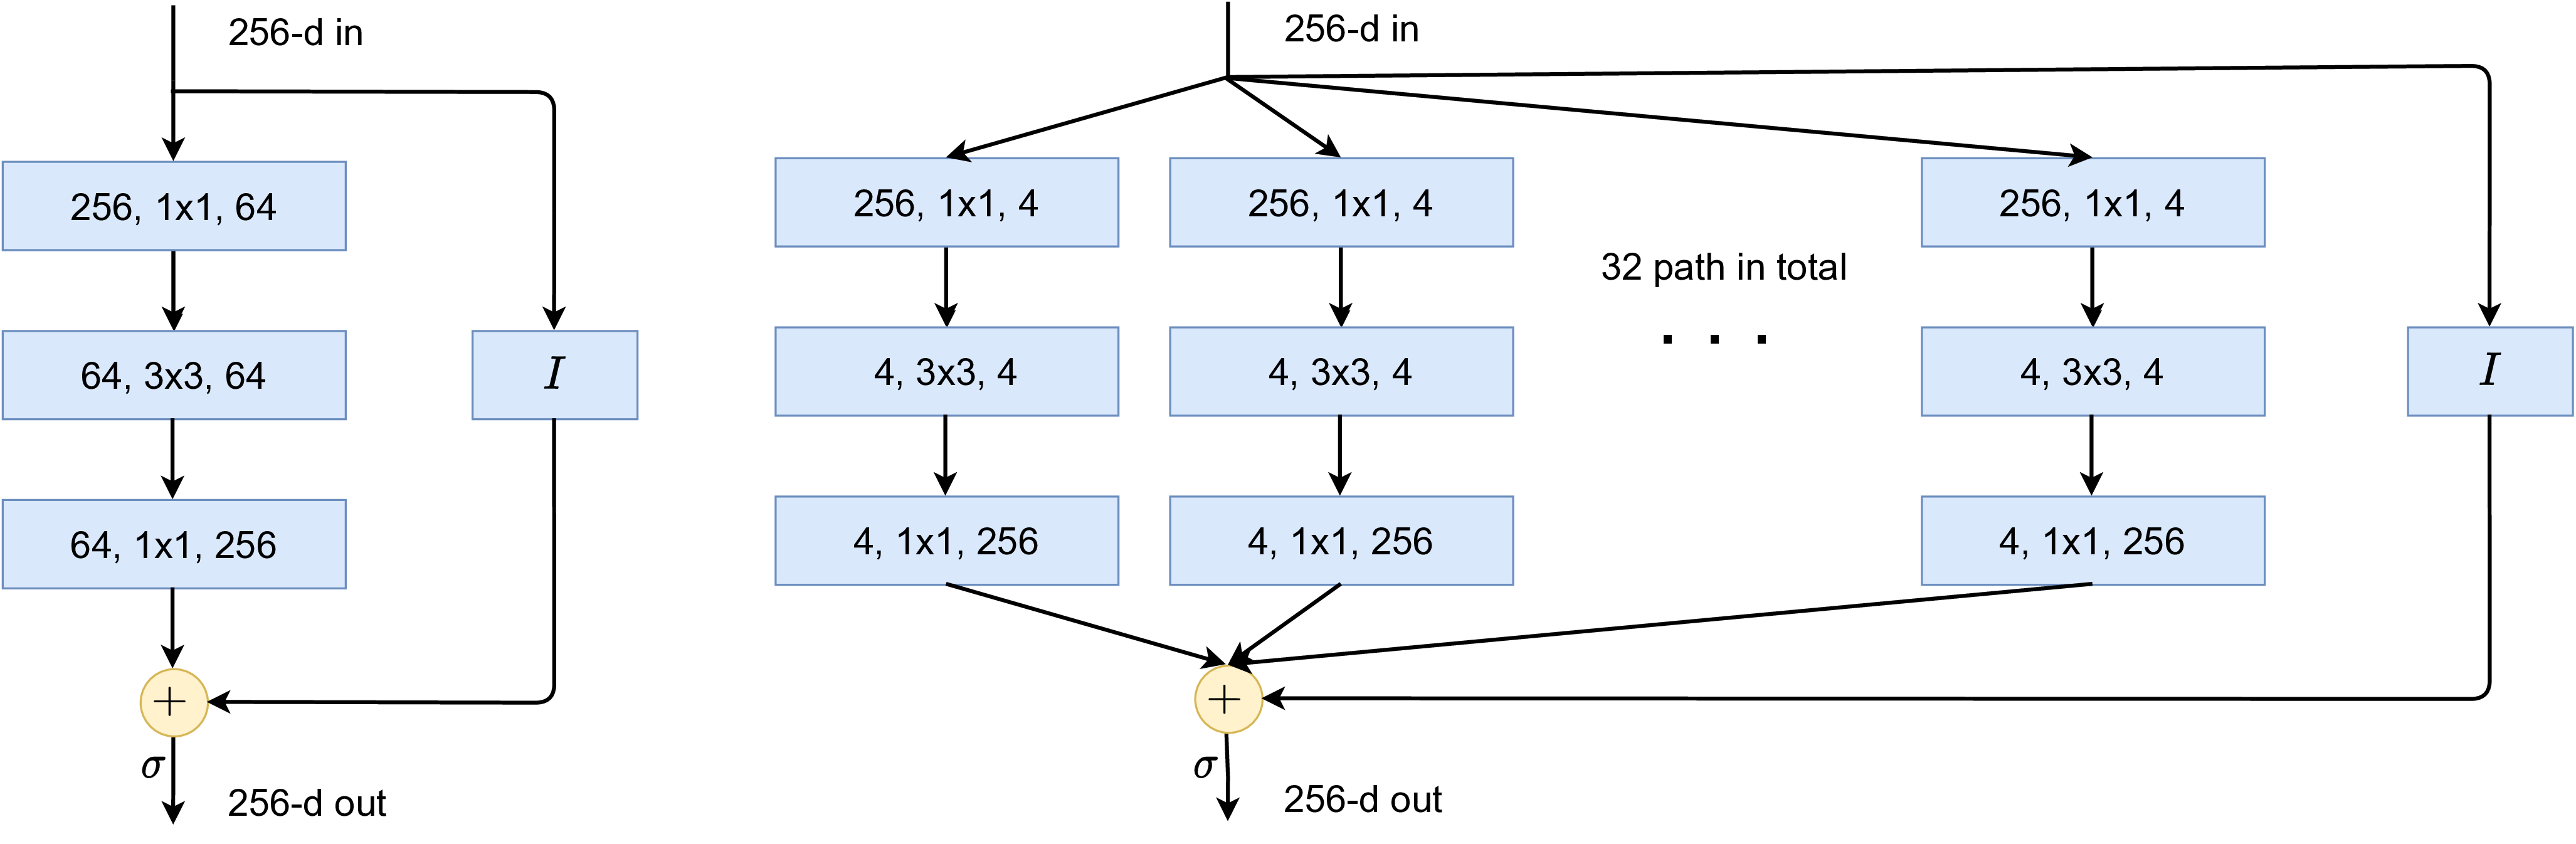 256-d in
256, 1x1, 64
64, 3x3, 64
I
64, 1x1, 256
+
σ
256-d out
256-d in
256, 1x1, 4
256, 1x1, 4
256, 1x1, 4
32 path in total
4, 3x3, 4
4, 3x3, 4
. . .
4, 3x3, 4
I
4, 1x1, 256
4, 1x1, 256
4, 1x1, 256
+
σ
256-d out